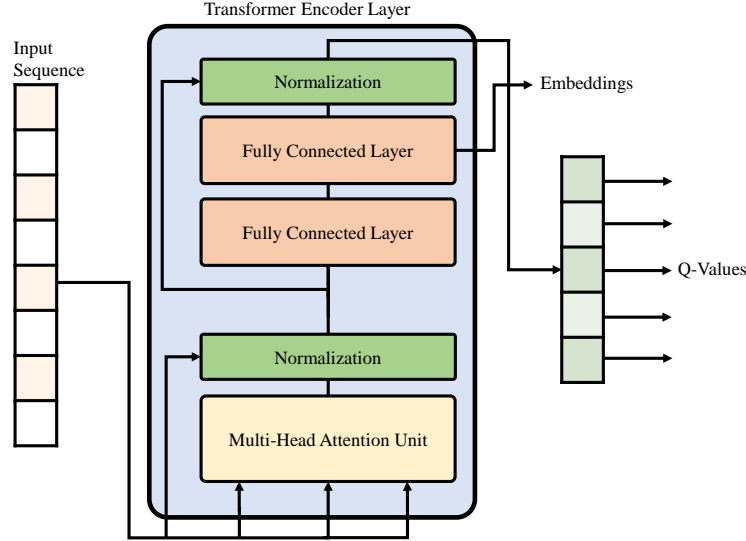 Transformer Encoder Layer
Input
Sequence
Normalization
Embeddings
Fully Connected Layer
Fully Connected Layer
Q-Values
Normalization
Multi-Head Attention Unit